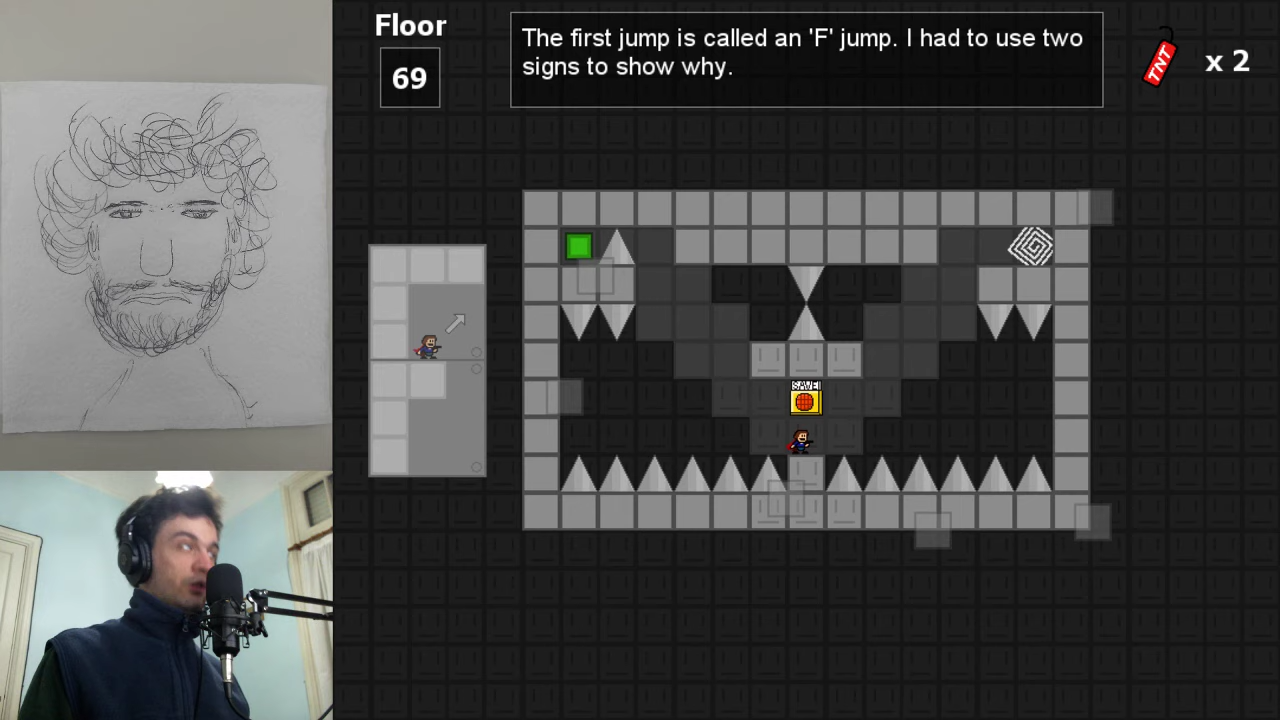 Floor
69
The first jump is called an 'F' jump. I had to use two
signs to show why.
TNT
x 2
SAVE!